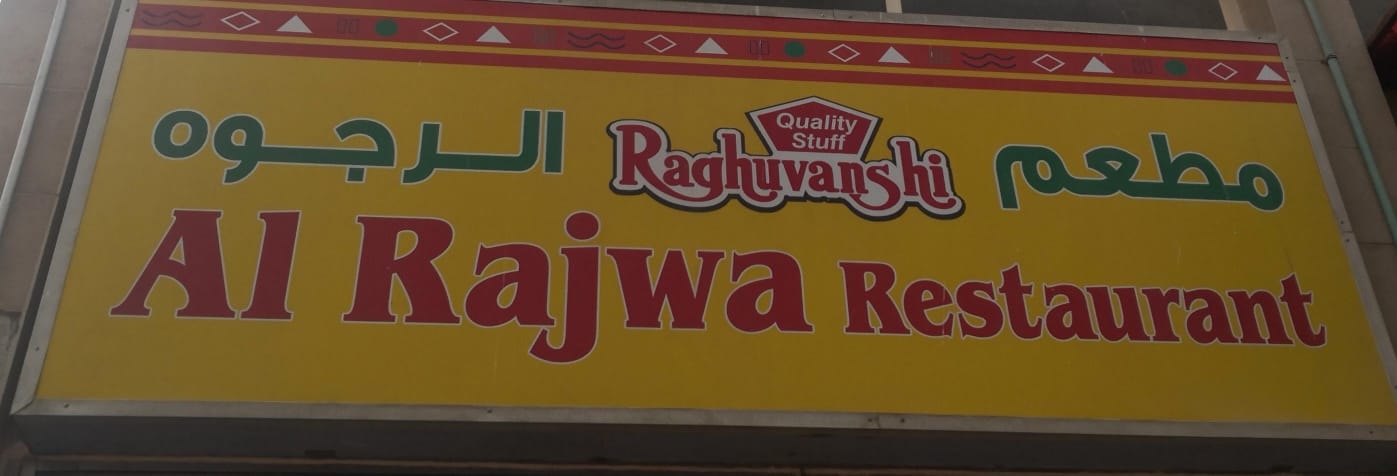 مطعم الرجوه
Quality
Stuff
Raghuvanshi
Al Rajwa Restaurant